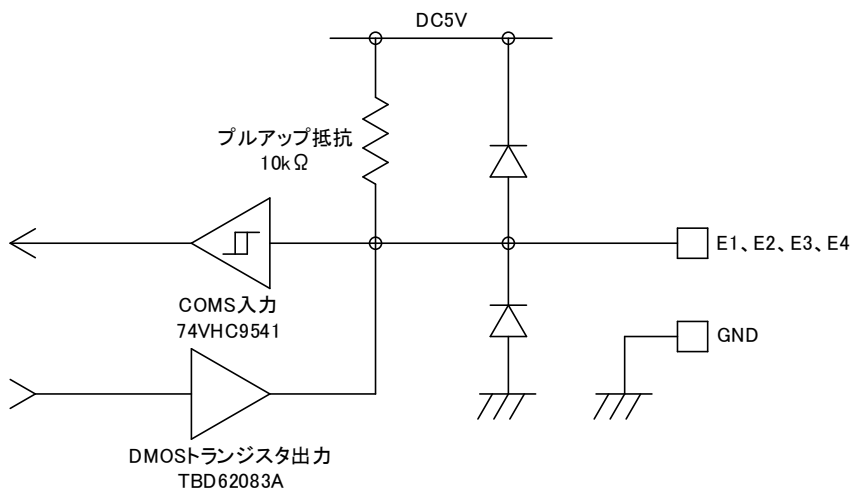 DC5V
プルアップ抵抗
10kΩ
E1、E2、E3、E4
COMS入力
74VHC9541
GND
DMOSトランジスタ出力
TBD62083A